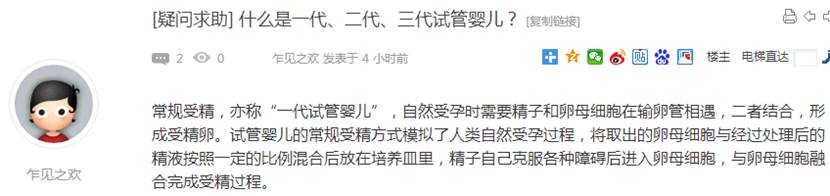 [疑问求助] 什么是一代、二代、三代试管婴儿？ [复制链接]
2 0 乍见之欢 发表于 4 小时前 贴 楼主 电梯直达
常规受精，亦称“一代试管婴儿”，自然受孕时需要精子和卵母细胞在输卵管相遇，二者结合，形
成受精卵。试管婴儿的常规受精方式模拟了人类自然受孕过程，将取出的卵母细胞与经过处理后的
精液按照一定的比例混合后放在培养皿里，精子自己克服各种障碍后进入卵母细胞，与卵母细胞融
合完成受精过程。
乍见之欢